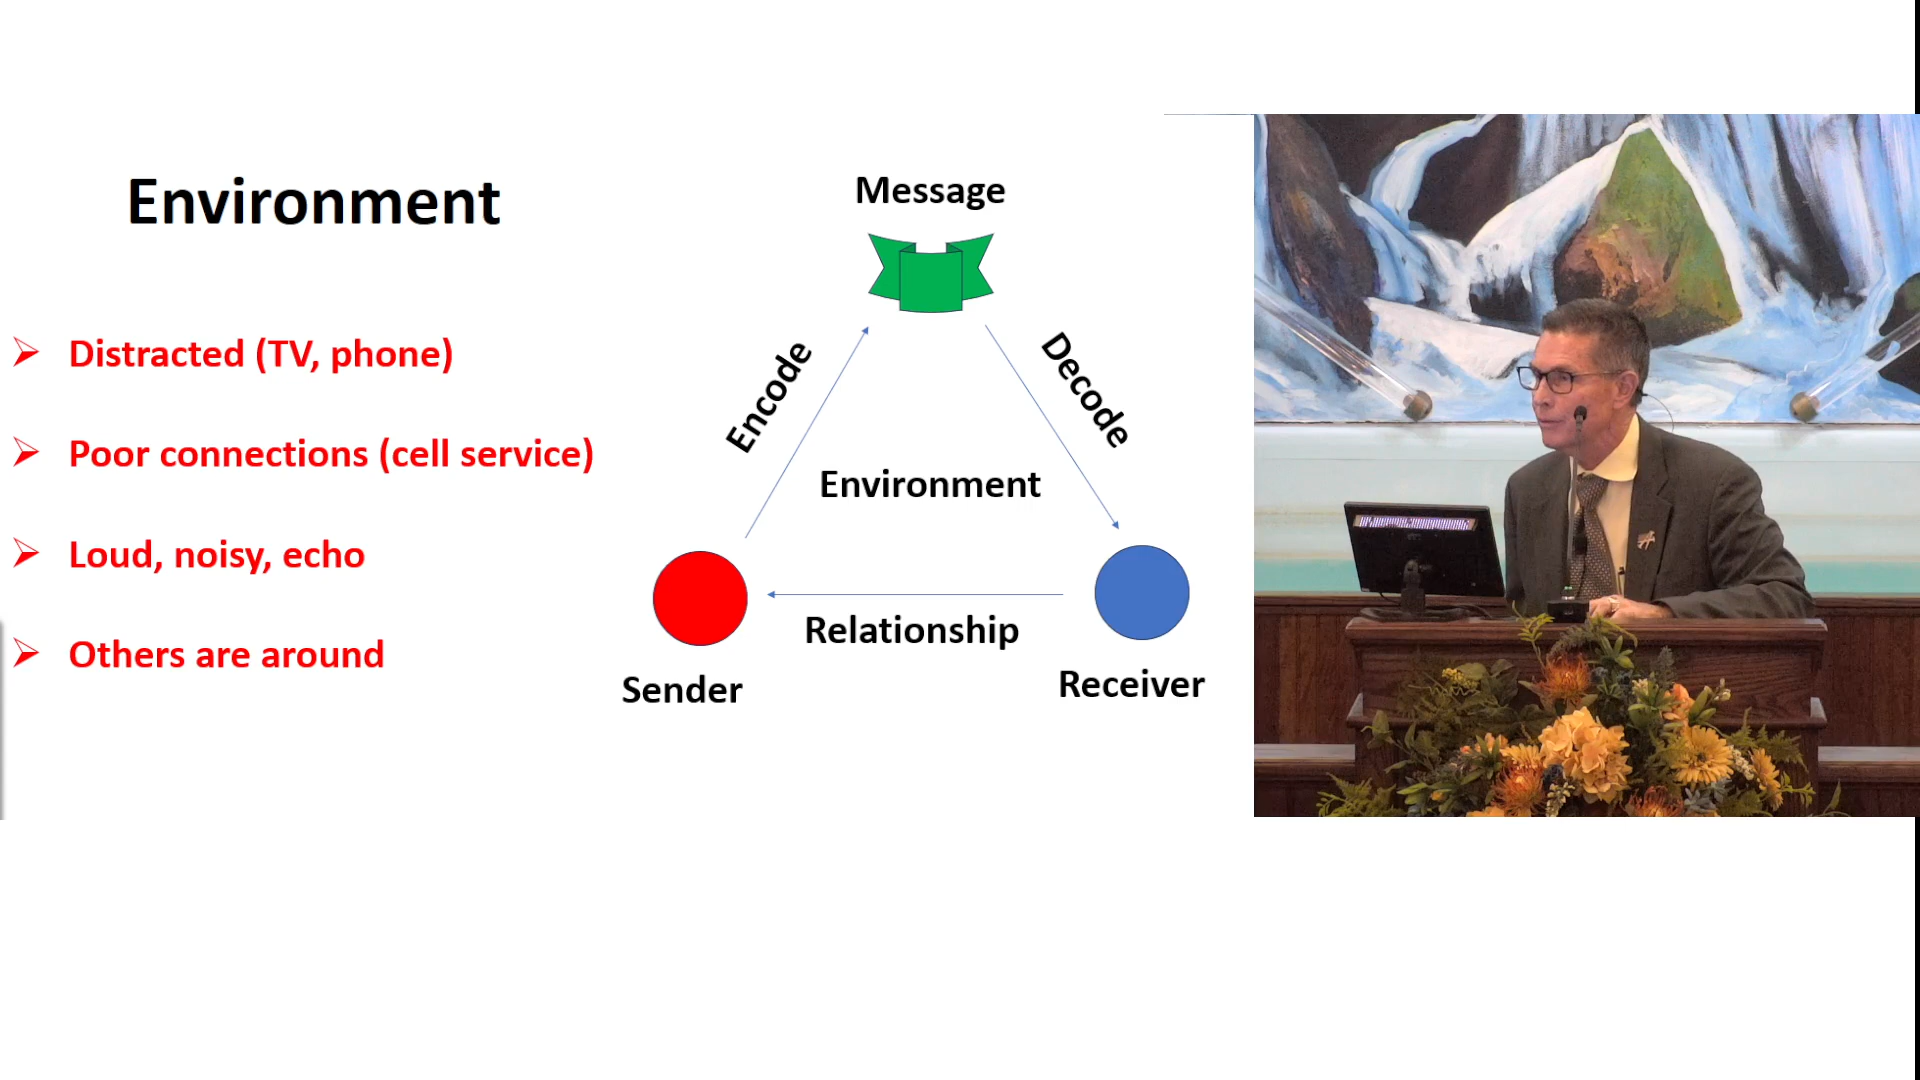 Environment
Distracted (TV, phone)
Poor connections (cell service)
Loud, noisy, echo
Others are around
Message
Encode
Decode
Environment
Relationship
Sender
Receiver